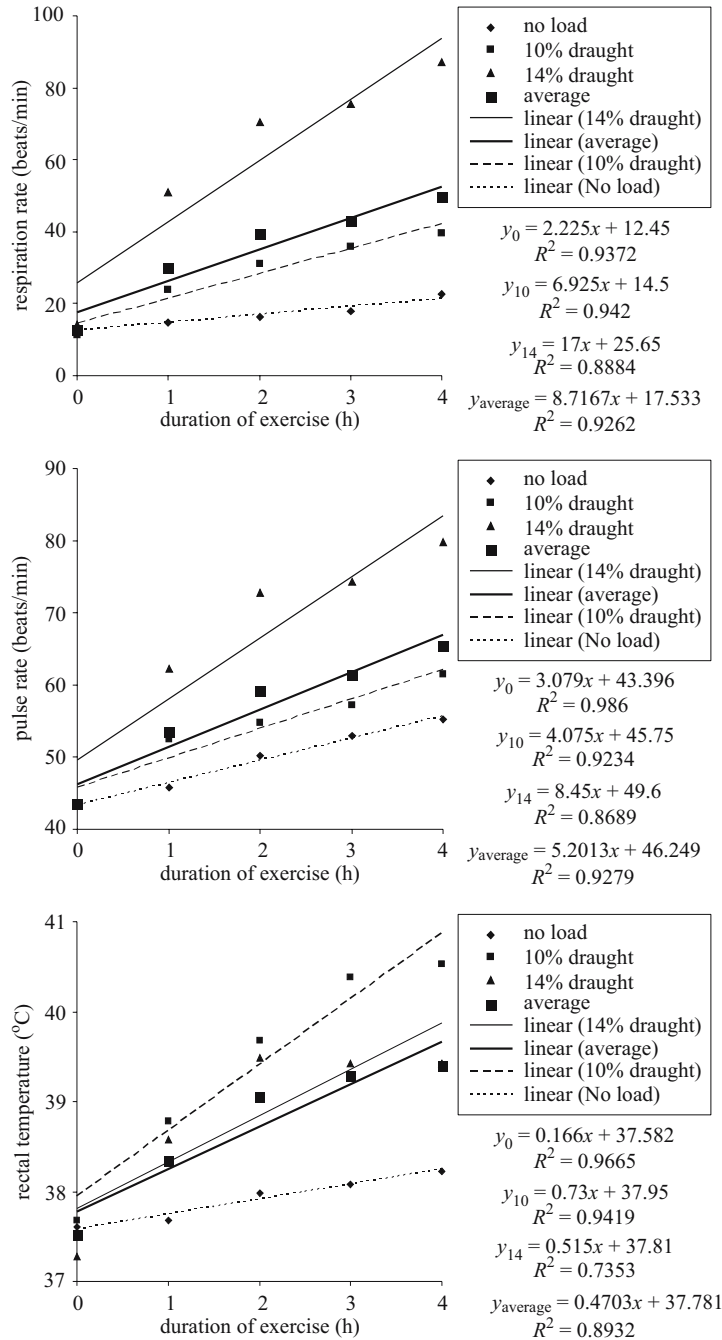 respiration rate (beats/min)
100
80
60
40
20
0
0 1 2 3 4
duration of exercise (h)
no load
10% draught
14% draught
average
linear (14% draught)
linear (average)
linear (10% draught)
linear (No load)
y0 = 2.225x + 12.45
R² = 0.9372
y10 = 6.925x + 14.5
R² = 0.942
y14 = 17x + 25.65
R² = 0.8884
yaverage = 8.7167x + 17.533
R² = 0.9262
pulse rate (beats/min)
90
80
70
60
50
40
0 1 2 3 4
duration of exercise (h)
no load
10% draught
14% draught
average
linear (14% draught)
linear (average)
linear (10% draught)
linear (No load)
y0 = 3.079x + 43.396
R² = 0.986
y10 = 4.075x + 45.75
R² = 0.9234
y14 = 8.45x + 49.6
R² = 0.8689
yaverage = 5.2013x + 46.249
R² = 0.9279
rectal temperature (°C)
41
40
39
38
37
0 1 2 3 4
duration of exercise (h)
no load
10% draught
14% draught
average
linear (14% draught)
linear (average)
linear (10% draught)
linear (No load)
y0 = 0.166x + 37.582
R² = 0.9665
y10 = 0.73x + 37.95
R² = 0.9419
y14 = 0.515x + 37.81
R² = 0.7353
yaverage = 0.4703x + 37.781
R² = 0.8932